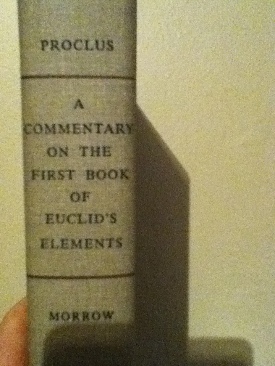 PROCLUS
A
COMMENTARY
ON THE
FIRST BOOK
OF
EUCLID'S
ELEMENTS
MORROW